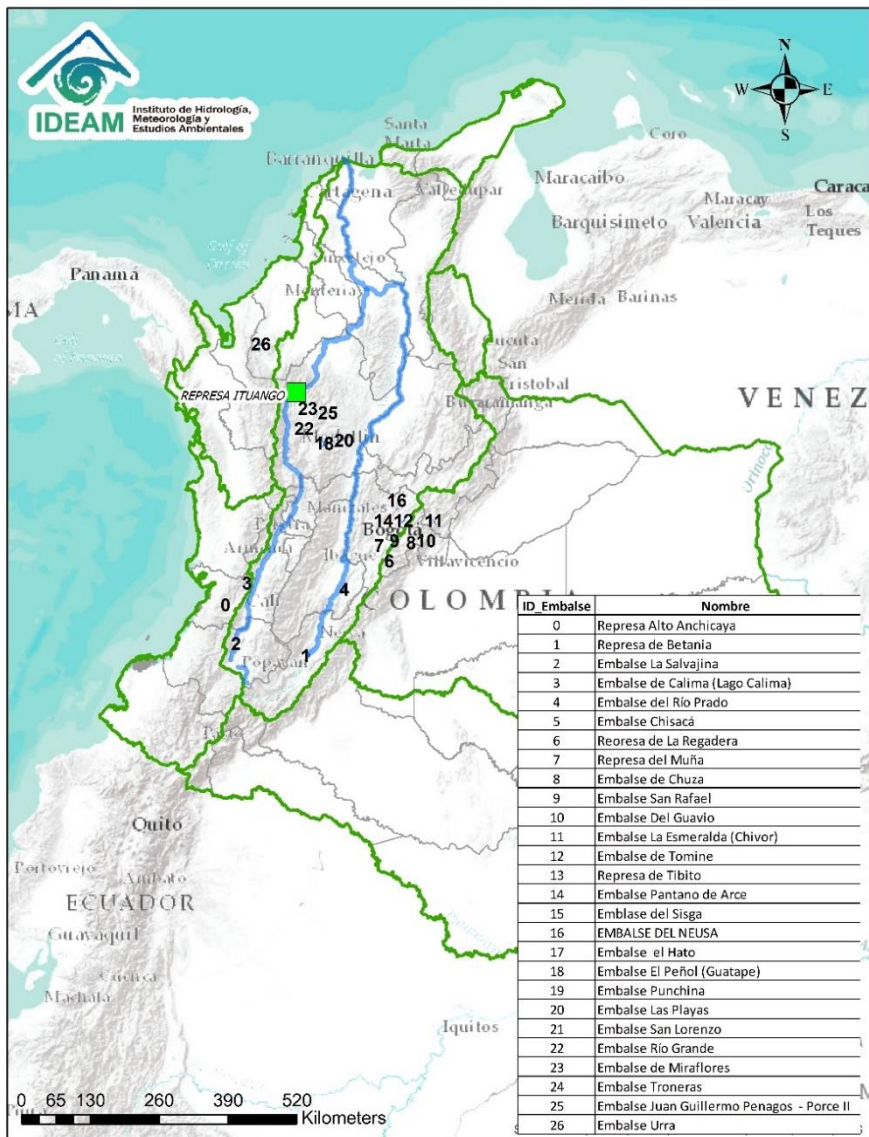 IDEAM
Instituto de Hidrología,
Meteorología y
Estudios Ambientales
N
W E
S
Santa
Marta
Barranquilla
Cartagena
Valledupar
Coro
Maracaibo
Maracay
Caraca
Barquisimeto
Valencia
Los
Teques
Panamá
Sincelejo
Montería
Merida
Barinas
MA
26
Cucuta
San
Cristobal
REPRESA ITUANGO
Bucaramanga
VENEZ
23 25
22
18 20
Medellin
Orinoco
16
Manizales
14 12 11
Bogotá
7 9 8 10
6
Armenia
Ibague
Villavicencio
3
4
0
Cali
COLOMBIA
Neiva
2
1
Popayan
Pasto
Quito
Portoviejo
Ambato
ECUADOR
Guayaquil
Cuenca
Machala
Iquitos
ID_Embalse Nombre
0 Represa Alto Anchicaya
1 Represa de Betania
2 Embalse La Salvajina
3 Embalse de Calima (Lago Calima)
4 Embalse del Río Prado
5 Embalse Chisacá
6 Reoresa de La Regadera
7 Represa del Muña
8 Embalse de Chuza
9 Embalse San Rafael
10 Embalse Del Guavio
11 Embalse La Esmeralda (Chivor)
12 Embalse de Tomine
13 Represa de Tibito
14 Embalse Pantano de Arce
15 Emblase del Sisga
16 EMBALSE DEL NEUSA
17 Embalse el Hato
18 Embalse El Peñol (Guatape)
19 Embalse Punchina
20 Embalse Las Playas
21 Embalse San Lorenzo
22 Embalse Río Grande
23 Embalse de Miraflores
24 Embalse Troneras
25 Embalse Juan Guillermo Penagos - Porce II
26 Embalse Urra
0 65 130 260 390 520
Kilometers